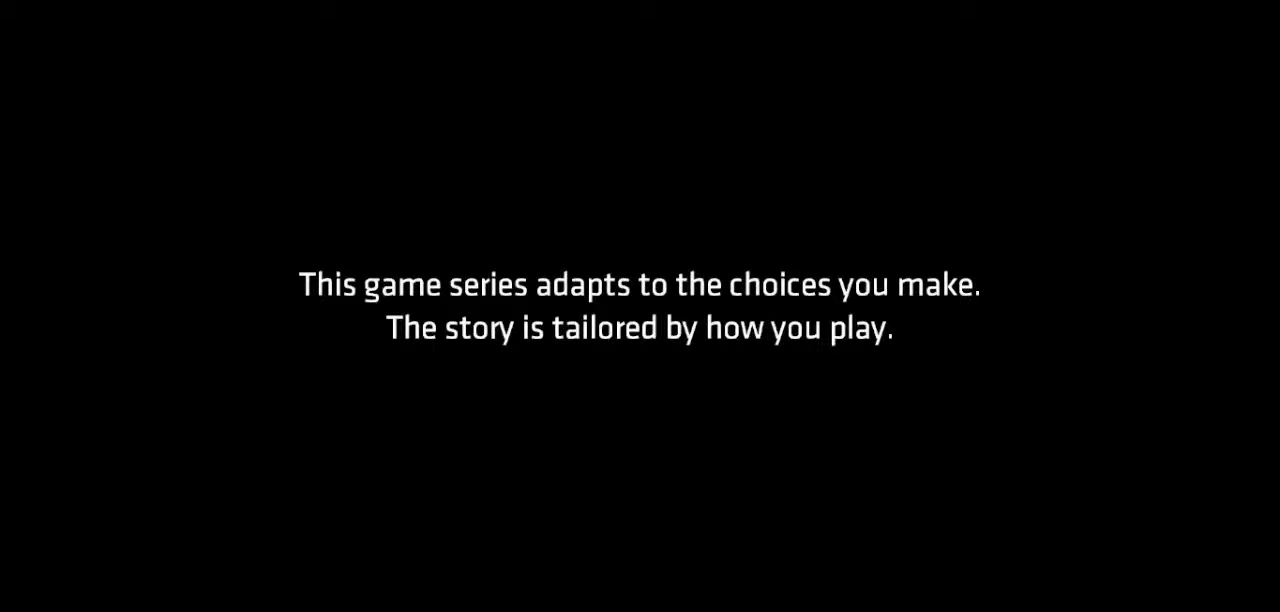 This game series adapts to the choices you make.
The story is tailored by how you play.